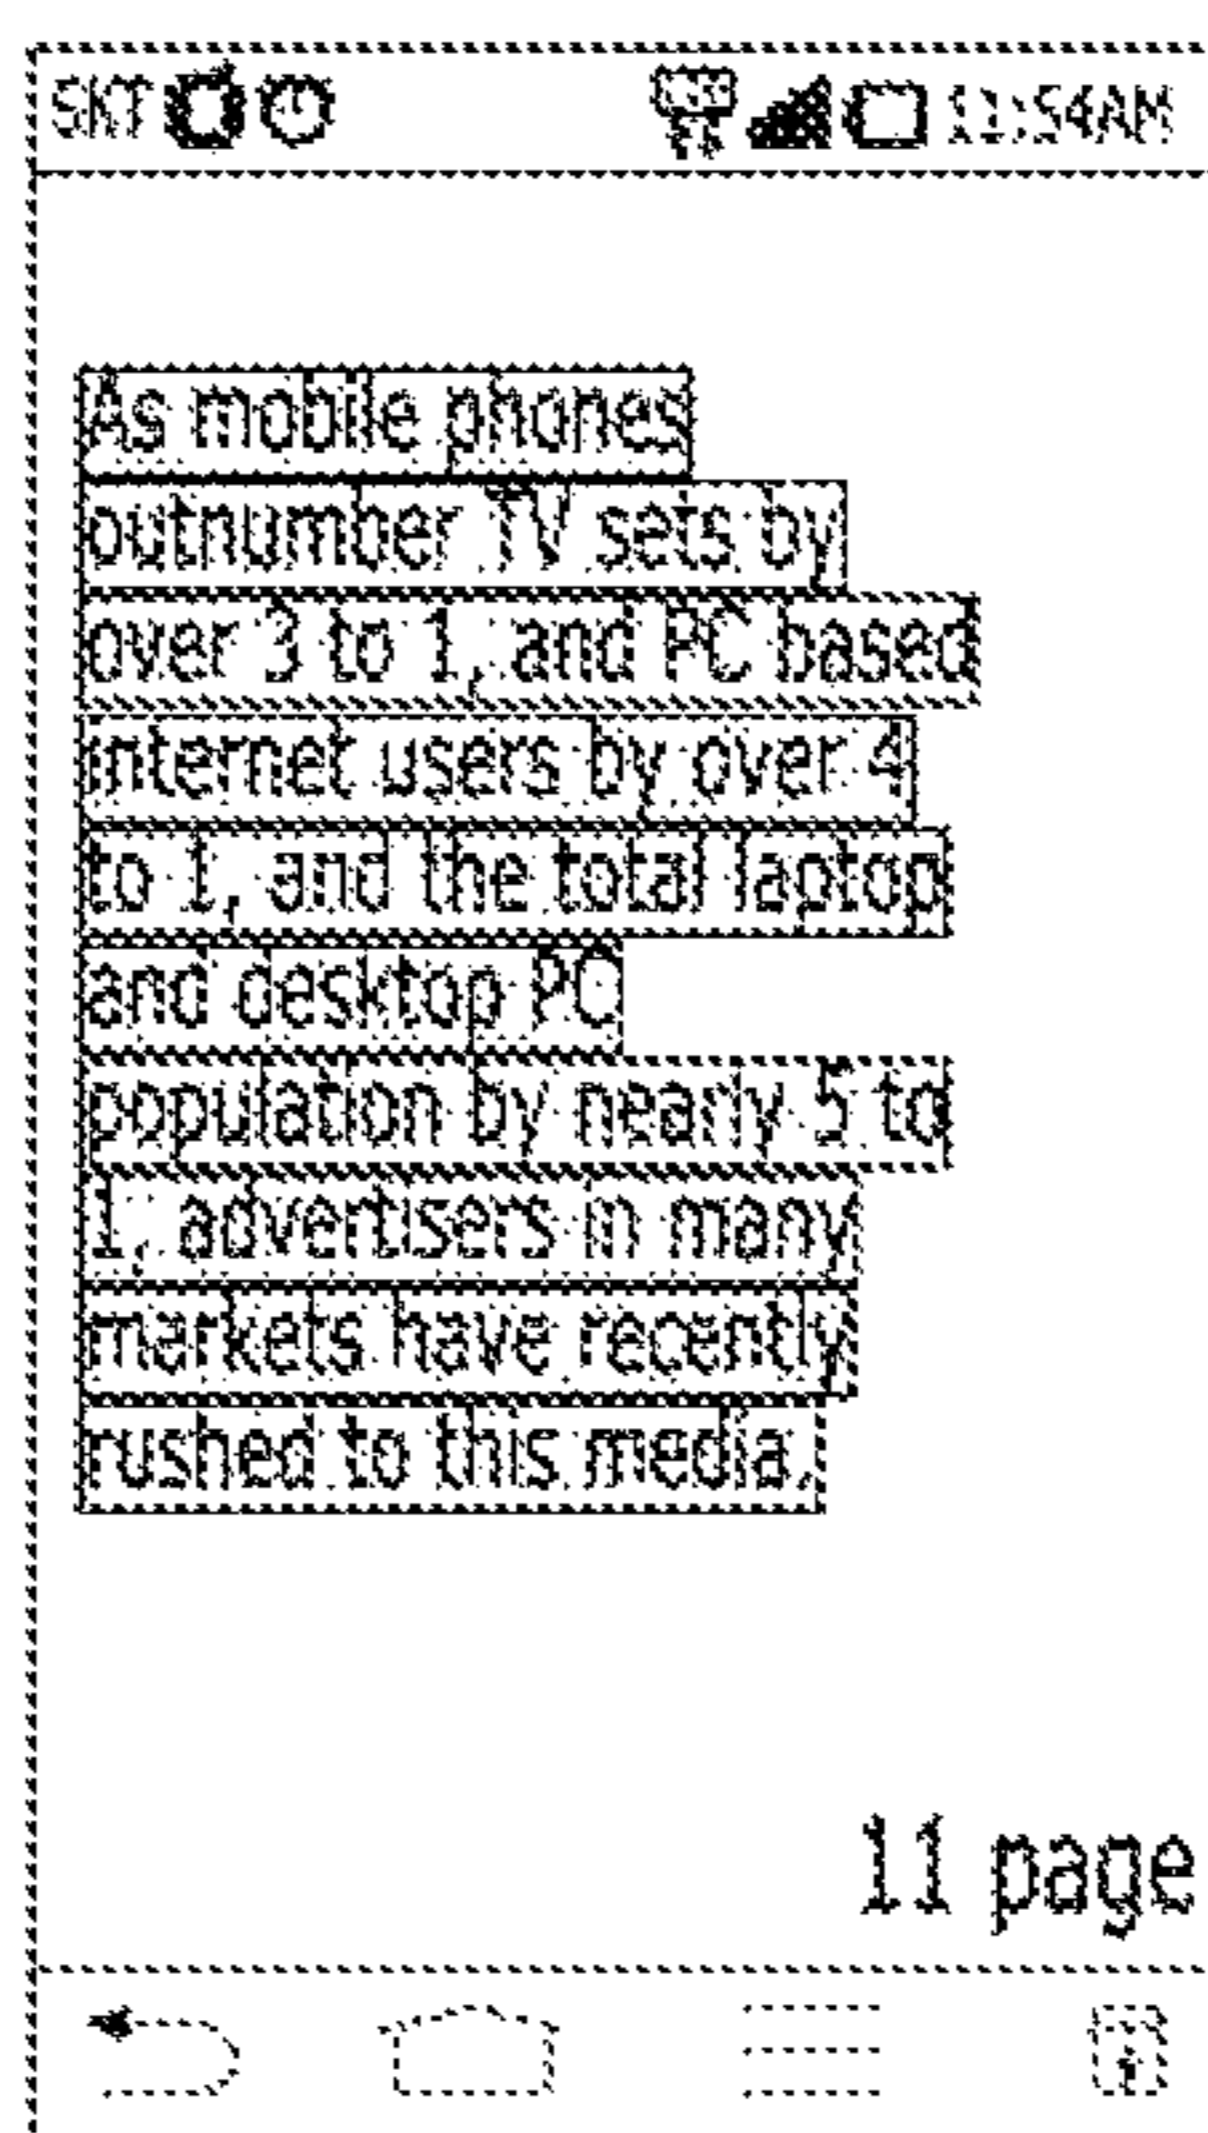 SKT 11:54AM
As mobile phones
outnumber TV sets by
over 3 to 1, and PC based
internet users by over 4
to 1, and the total laptop
and desktop PC
population by nearly 5 to
1, advertisers in many
markets have recently
rushed to this media.
11 page